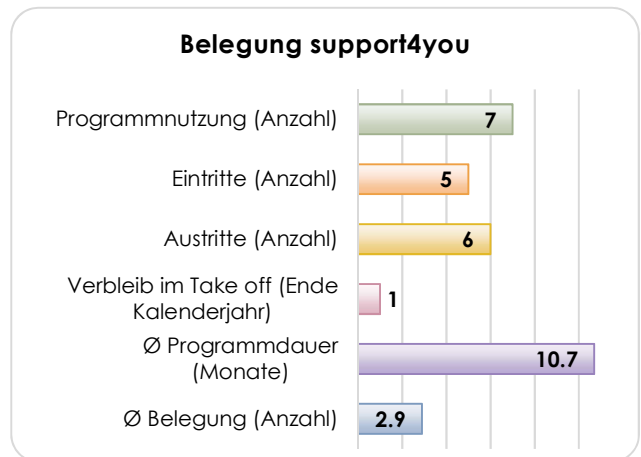 Belegung support4you
Programmnutzung (Anzahl)
7
Eintritte (Anzahl)
5
Austritte (Anzahl)
6
Verbleib im Take off (Ende
Kalenderjahr)
1
Ø Programmdauer
(Monate)
10.7
Ø Belegung (Anzahl)
2.9